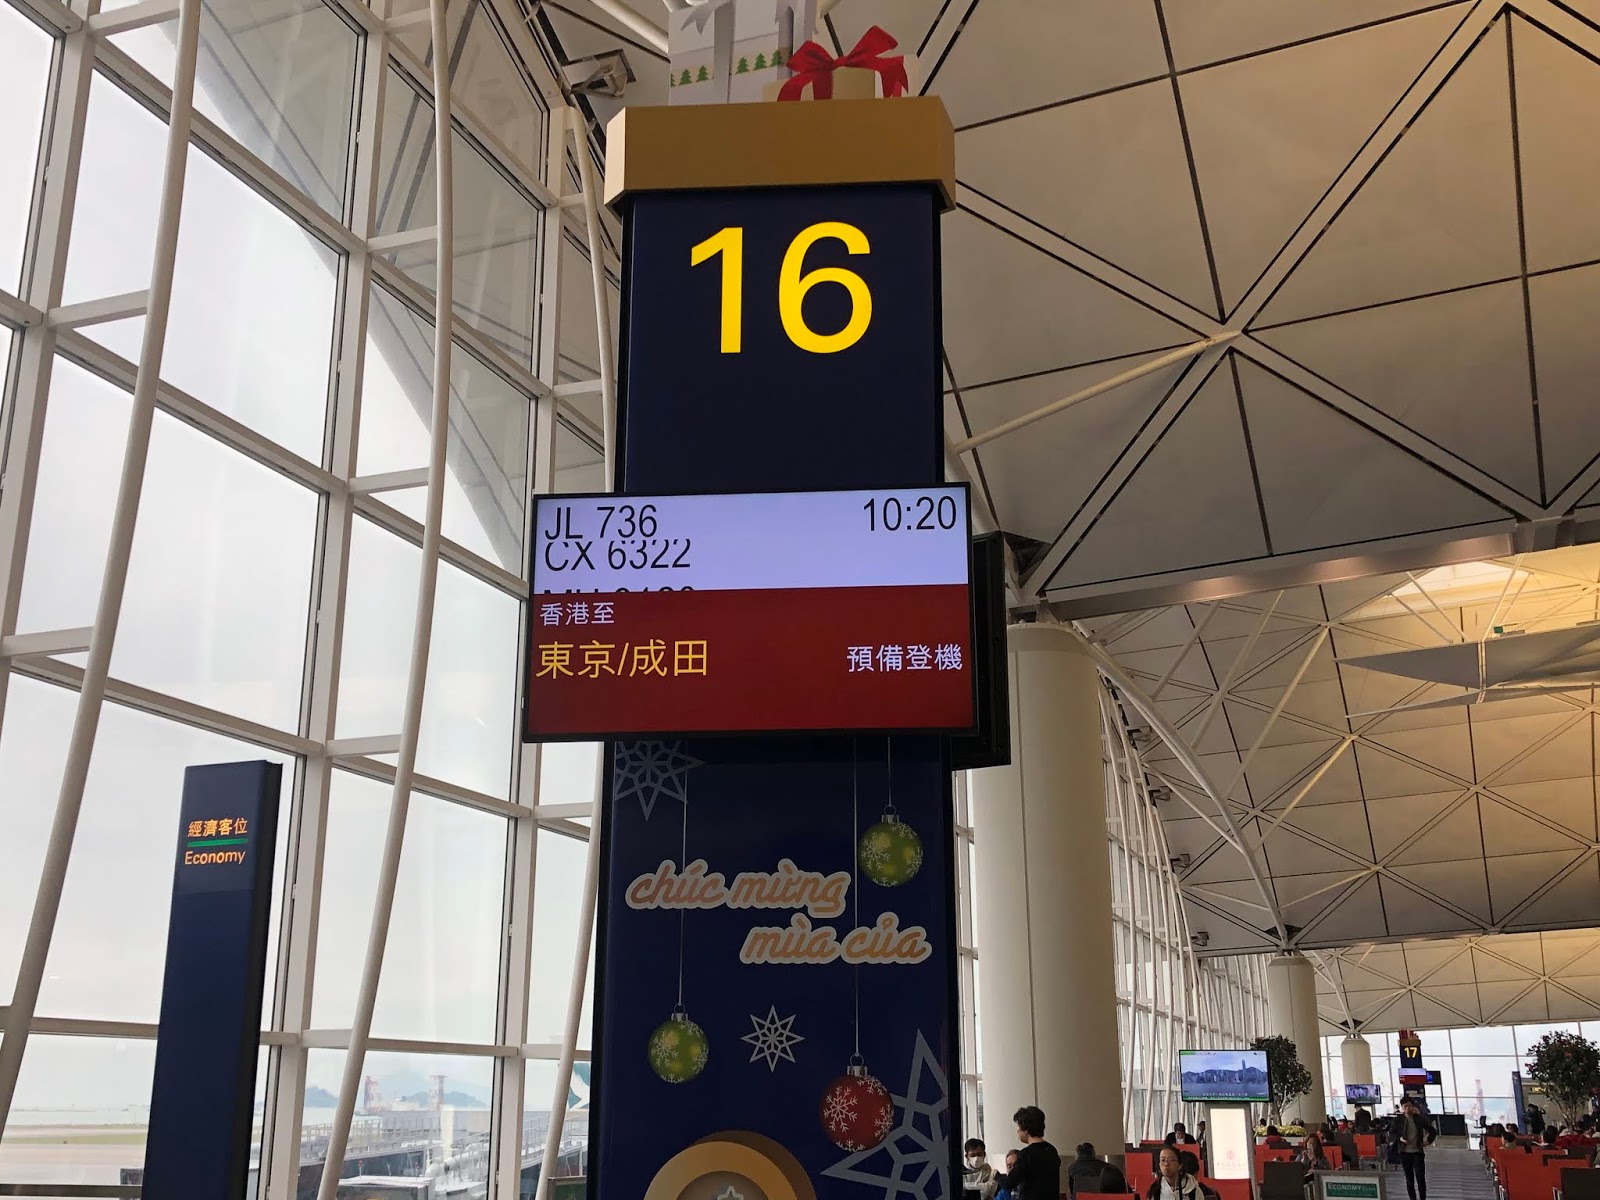 16
JL 736
10:20
CX 6322
香港至
東京/成田
預備登機
經濟客位
Economy
chúc mừng
mùa của
17
ECONOMY